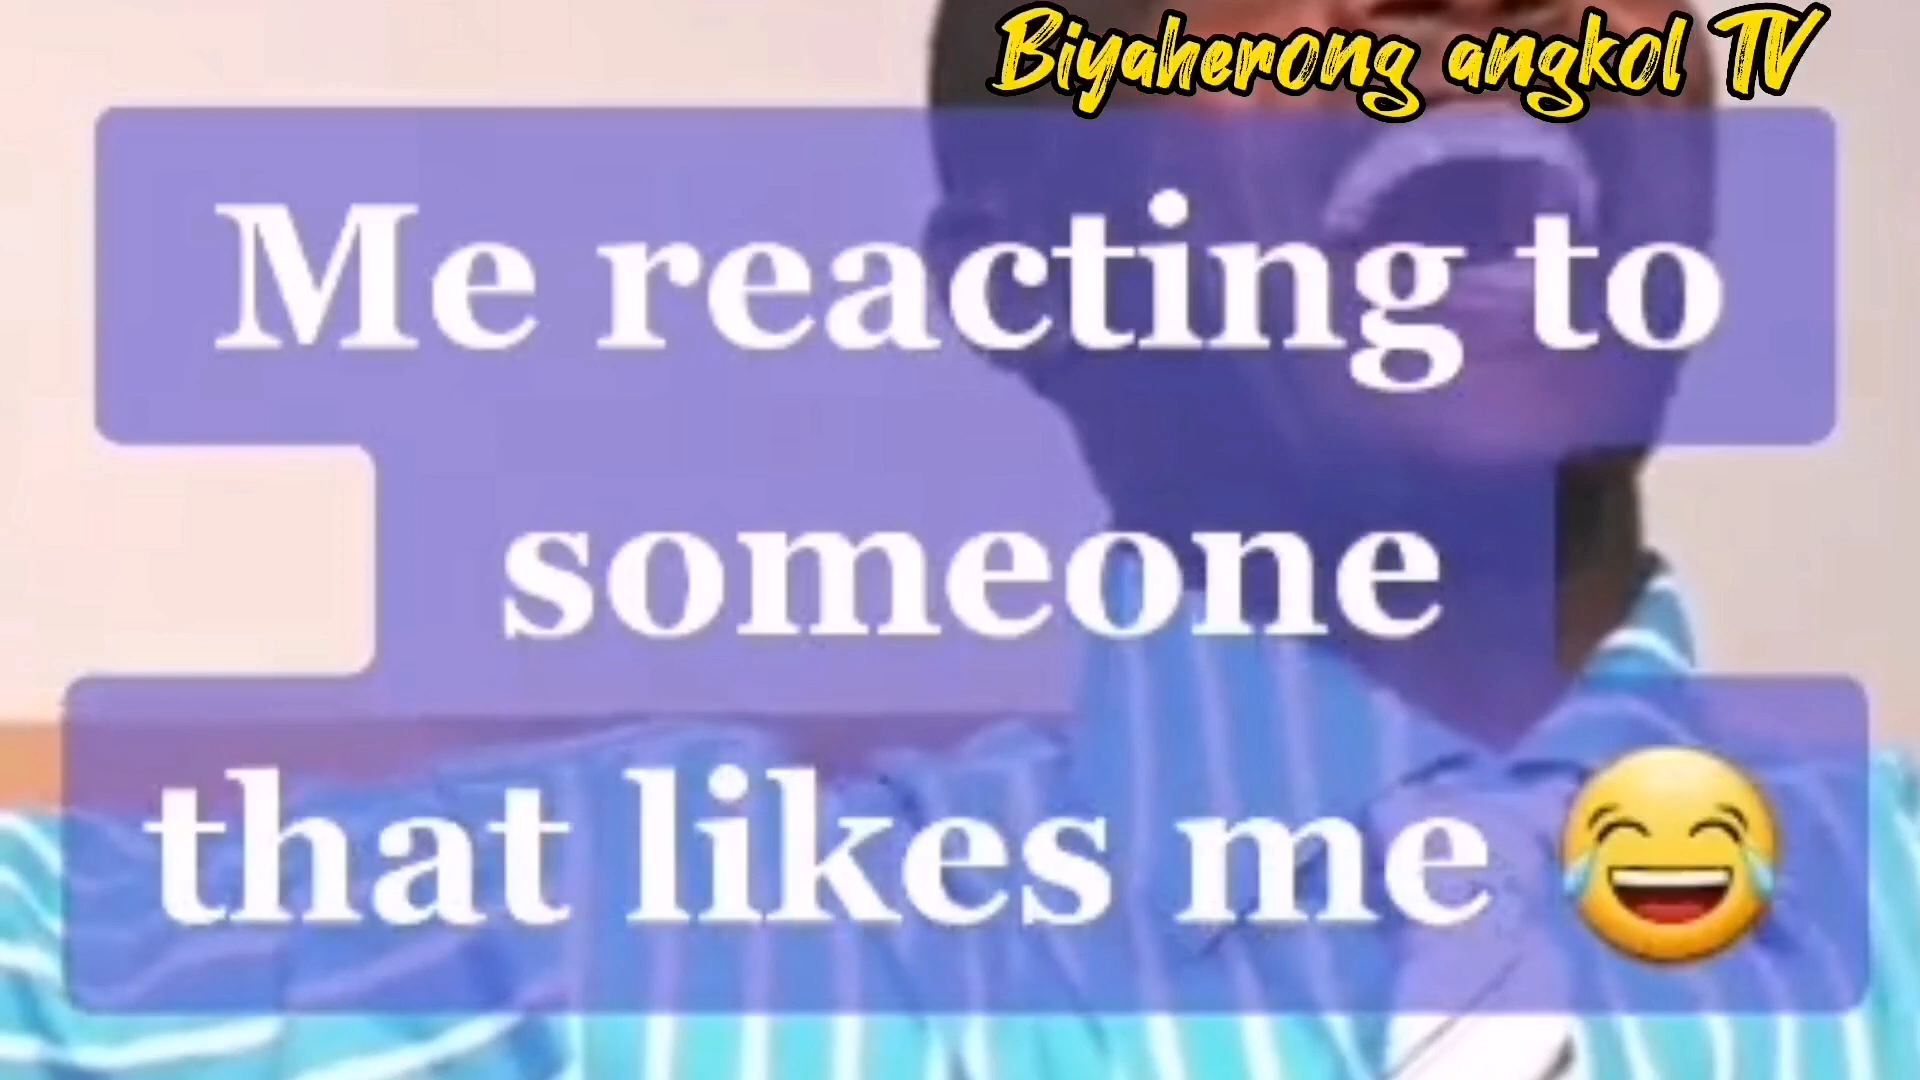 Biyaherong angkol TV
Me reacting to
someone
that likes me 😂